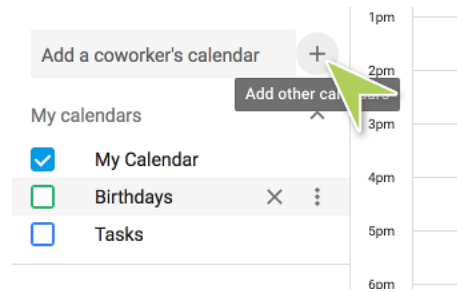 1pm
Add a coworker's calendar +
2pm
Add other cal
My calendars
3pm
My Calendar
4pm
Birthdays
Tasks
5pm
6pm